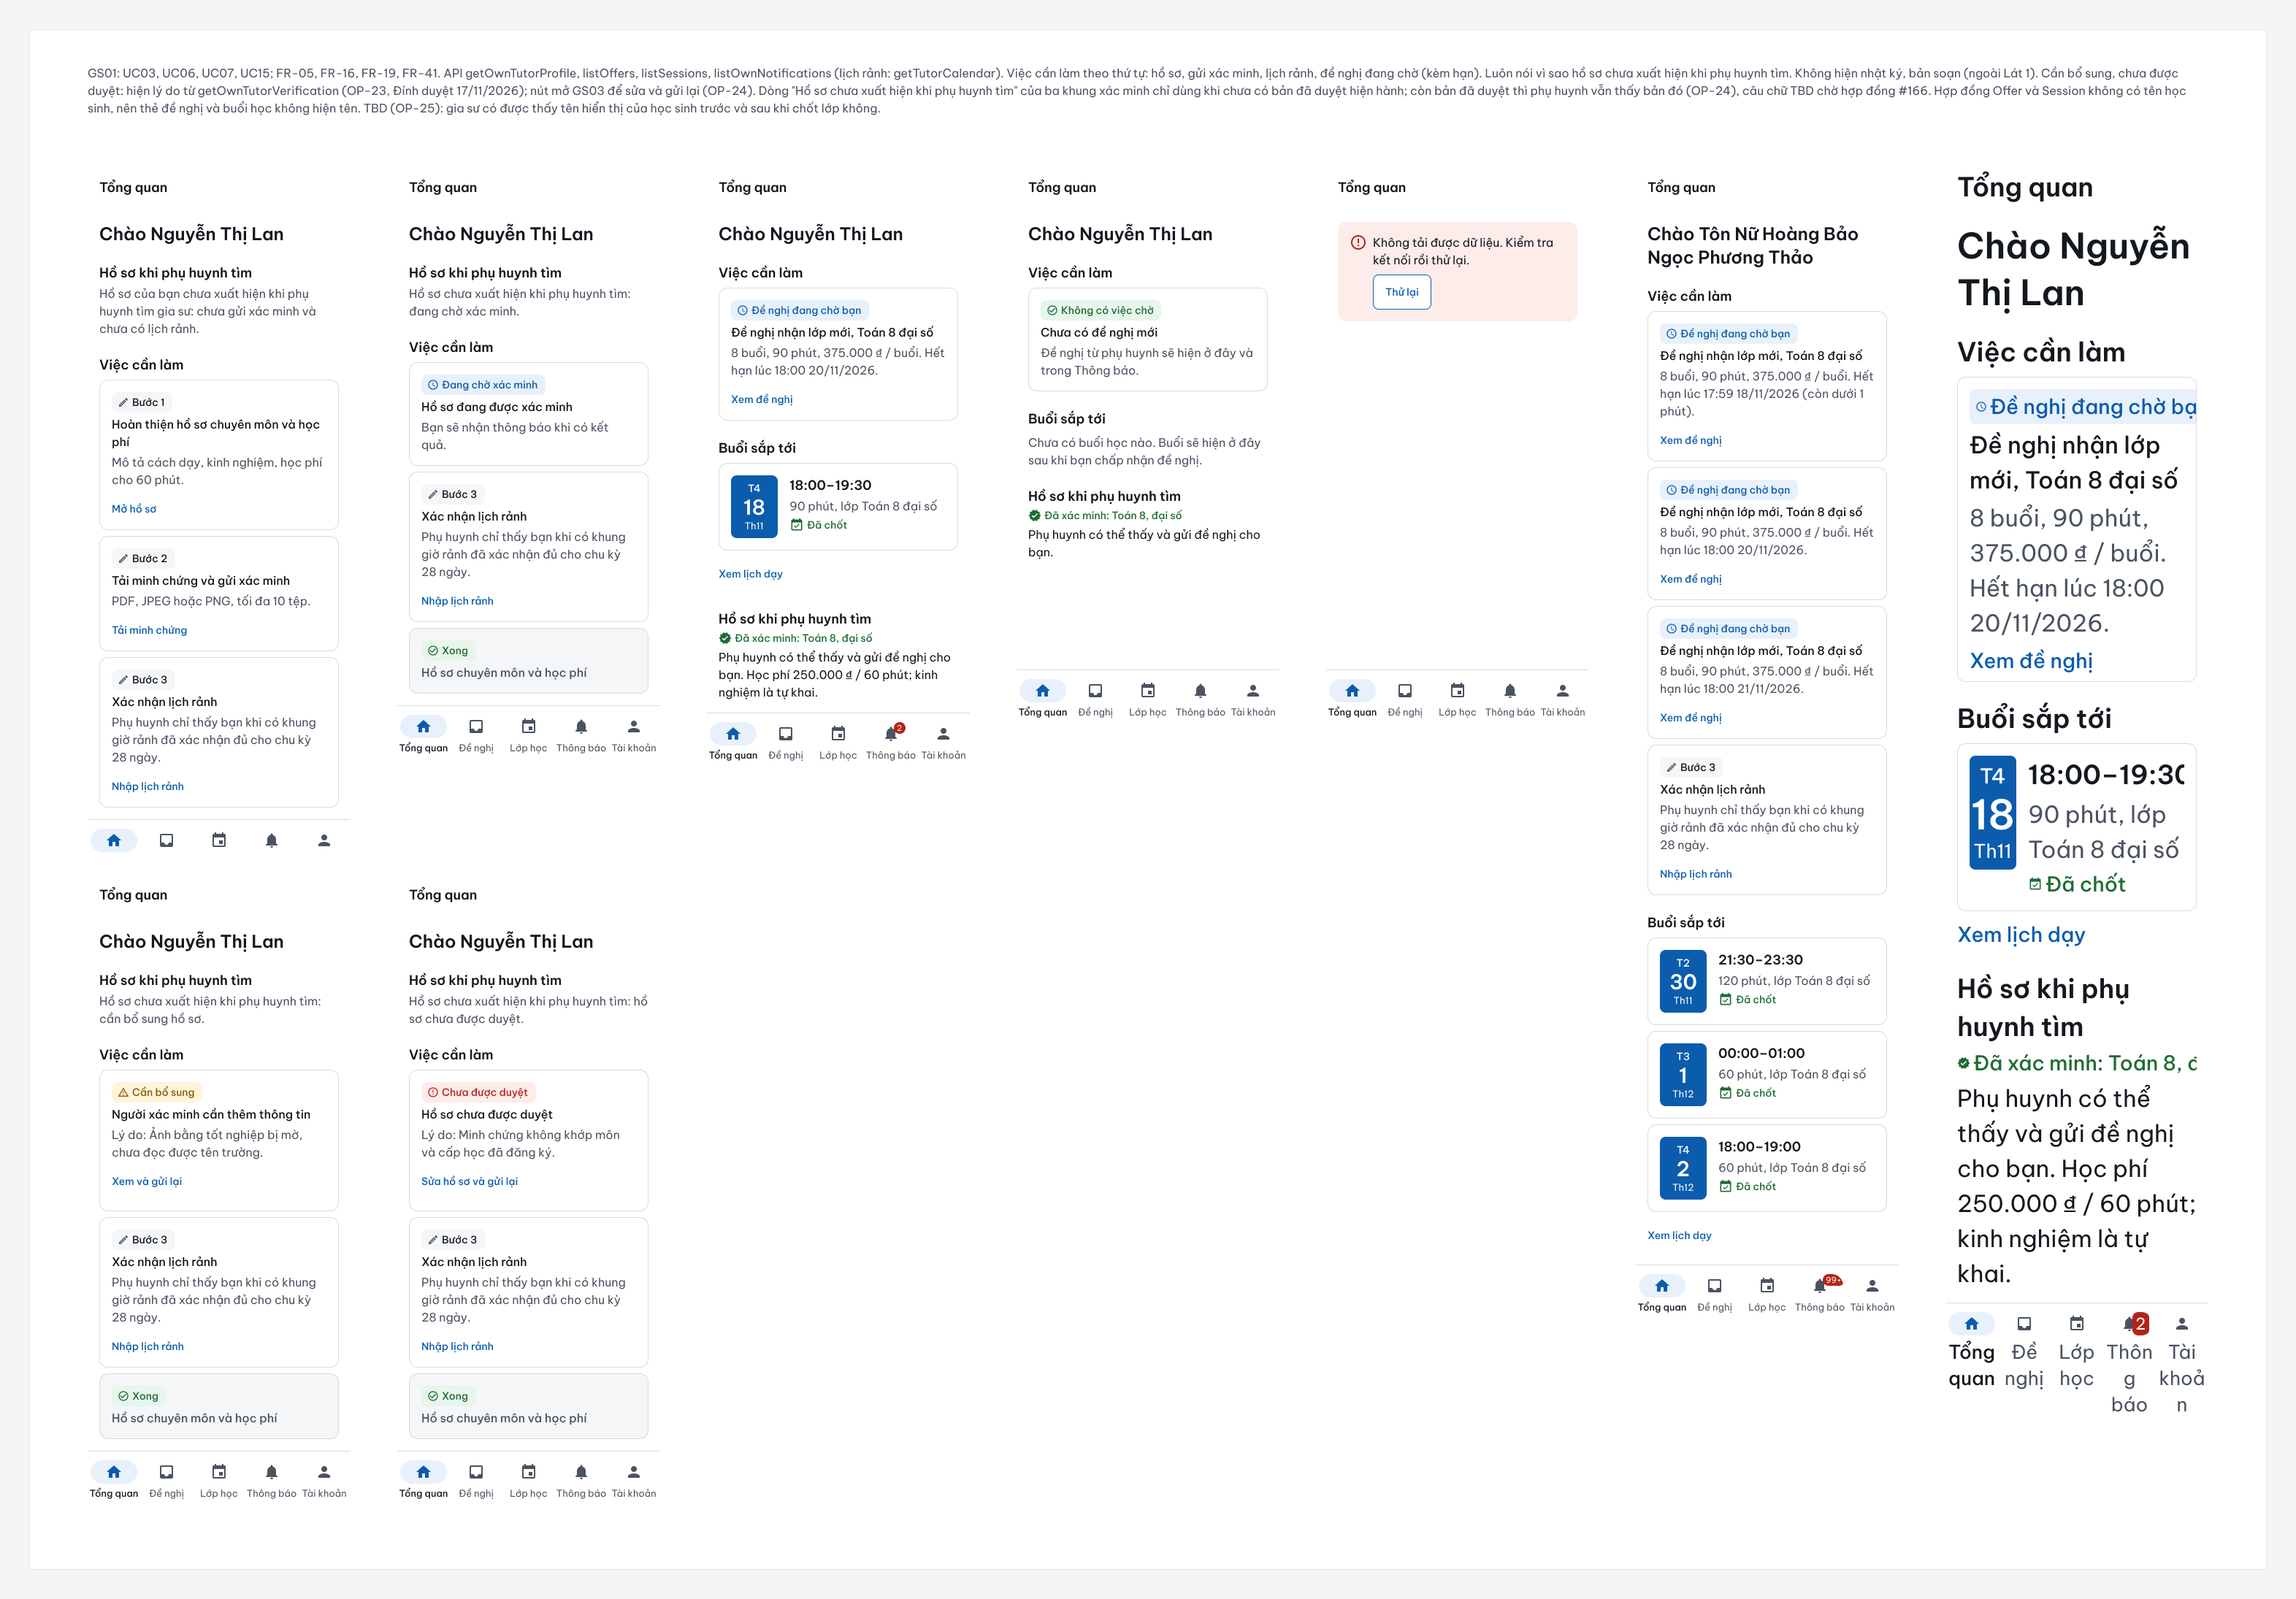 GS01: UC03, UC06, UC07, UC15; FR-05, FR-16, FR-19, FR-41. API getOwnTutorProfile, listOffers, listSessions, listOwnNotifications (lịch rảnh: getTutorCalendar). Việc cần làm theo thứ tự: hồ sơ, gửi xác minh, lịch rảnh, đề nghị đang chờ (kèm hạn). Luôn nói vì sao hồ sơ chưa xuất hiện khi phụ huynh tìm. Không hiện nhật ký, bản soạn (ngoài Lát 1). Cần bổ sung, chưa được
duyệt: hiện lý do từ getOwnTutorVerification (OP-23, Đính duyệt 17/11/2026); nút mở GS03 để sửa và gửi lại (OP-24). Dòng "Hồ sơ chưa xuất hiện khi phụ huynh tìm" của ba khung xác minh chỉ dùng khi chưa có bản đã duyệt hiện hành; còn bản đã duyệt thì phụ huynh vẫn thấy bản đó (OP-24), câu chữ TBD chờ hợp đồng #166. Hợp đồng Offer và Session không có tên học
sinh, nên thẻ đề nghị và buổi học không hiện tên. TBD (OP-25): gia sư có được thấy tên hiển thị của học sinh trước và sau khi chốt lớp không.
Tổng quan
Chào Nguyễn Thị Lan
Hồ sơ khi phụ huynh tìm
Hồ sơ của bạn chưa xuất hiện khi phụ
huynh tìm gia sư: chưa gửi xác minh và
chưa có lịch rảnh.
Việc cần làm
Bước 1
Hoàn thiện hồ sơ chuyên môn và học
phí
Mô tả cách dạy, kinh nghiệm, học phí
cho 60 phút.
Mở hồ sơ
Bước 2
Tải minh chứng và gửi xác minh
PDF, JPEG hoặc PNG, tối đa 10 tệp.
Tải minh chứng
Bước 3
Xác nhận lịch rảnh
Phụ huynh chỉ thấy bạn khi có khung
giờ rảnh đã xác nhận đủ cho chu kỳ
28 ngày.
Nhập lịch rảnh
Tổng quan
Chào Nguyễn Thị Lan
Hồ sơ khi phụ huynh tìm
Hồ sơ chưa xuất hiện khi phụ huynh tìm:
đang chờ xác minh.
Việc cần làm
Đang chờ xác minh
Hồ sơ đang được xác minh
Bạn sẽ nhận thông báo khi có kết
quả.
Bước 3
Xác nhận lịch rảnh
Phụ huynh chỉ thấy bạn khi có khung
giờ rảnh đã xác nhận đủ cho chu kỳ
28 ngày.
Nhập lịch rảnh
Xong
Hồ sơ chuyên môn và học phí
Tổng quan Đề nghị Lớp học Thông báo Tài khoản
Tổng quan
Chào Nguyễn Thị Lan
Việc cần làm
Đề nghị đang chờ bạn
Đề nghị nhận lớp mới, Toán 8 đại số
8 buổi, 90 phút, 375.000 ₫ / buổi. Hết
hạn lúc 18:00 20/11/2026.
Xem đề nghị
Buổi sắp tới
T4
18
Th11
18:00–19:30
90 phút, lớp Toán 8 đại số
Đã chốt
Xem lịch dạy
Hồ sơ khi phụ huynh tìm
Đã xác minh: Toán 8, đại số
Phụ huynh có thể thấy và gửi đề nghị cho
bạn. Học phí 250.000 ₫ / 60 phút; kinh
nghiệm là tự khai.
2
Tổng quan Đề nghị Lớp học Thông báo Tài khoản
Tổng quan
Chào Nguyễn Thị Lan
Việc cần làm
Không có việc chờ
Chưa có đề nghị mới
Đề nghị từ phụ huynh sẽ hiện ở đây và
trong Thông báo.
Buổi sắp tới
Chưa có buổi học nào. Buổi sẽ hiện ở đây
sau khi bạn chấp nhận đề nghị.
Hồ sơ khi phụ huynh tìm
Đã xác minh: Toán 8, đại số
Phụ huynh có thể thấy và gửi đề nghị cho
bạn.
Tổng quan Đề nghị Lớp học Thông báo Tài khoản
Tổng quan
Không tải được dữ liệu. Kiểm tra
kết nối rồi thử lại.
Thử lại
Tổng quan Đề nghị Lớp học Thông báo Tài khoản
Tổng quan
Chào Tôn Nữ Hoàng Bảo
Ngọc Phương Thảo
Việc cần làm
Đề nghị đang chờ bạn
Đề nghị nhận lớp mới, Toán 8 đại số
8 buổi, 90 phút, 375.000 ₫ / buổi. Hết
hạn lúc 17:59 18/11/2026 (còn dưới 1
phút).
Xem đề nghị
Đề nghị đang chờ bạn
Đề nghị nhận lớp mới, Toán 8 đại số
8 buổi, 90 phút, 375.000 ₫ / buổi. Hết
hạn lúc 18:00 20/11/2026.
Xem đề nghị
Đề nghị đang chờ bạn
Đề nghị nhận lớp mới, Toán 8 đại số
8 buổi, 90 phút, 375.000 ₫ / buổi. Hết
hạn lúc 18:00 21/11/2026.
Xem đề nghị
Bước 3
Xác nhận lịch rảnh
Phụ huynh chỉ thấy bạn khi có khung
giờ rảnh đã xác nhận đủ cho chu kỳ
28 ngày.
Nhập lịch rảnh
Buổi sắp tới
T2
30
Th11
21:30–23:30
120 phút, lớp Toán 8 đại số
Đã chốt
T3
1
Th12
00:00–01:00
60 phút, lớp Toán 8 đại số
Đã chốt
T4
2
Th12
18:00–19:00
60 phút, lớp Toán 8 đại số
Đã chốt
Xem lịch dạy
99+
Tổng quan Đề nghị Lớp học Thông báo Tài khoản
Tổng quan
Chào Nguyễn
Thị Lan
Việc cần làm
Đề nghị đang chờ bạ
Đề nghị nhận lớp
mới, Toán 8 đại số
8 buổi, 90 phút,
375.000 ₫ / buổi.
Hết hạn lúc 18:00
20/11/2026.
Xem đề nghị
Buổi sắp tới
T4
18
Th11
18:00–19:30
90 phút, lớp
Toán 8 đại số
Đã chốt
Xem lịch dạy
Hồ sơ khi phụ
huynh tìm
Đã xác minh: Toán 8, đ
Phụ huynh có thể
thấy và gửi đề nghị
cho bạn. Học phí
250.000 ₫ / 60 phút;
kinh nghiệm là tự
khai.
2
Tổng Đề Lớp Thôn Tài
quan nghị học g khoả
báo n
Tổng quan
Chào Nguyễn Thị Lan
Hồ sơ khi phụ huynh tìm
Hồ sơ chưa xuất hiện khi phụ huynh tìm:
cần bổ sung hồ sơ.
Việc cần làm
Cần bổ sung
Người xác minh cần thêm thông tin
Lý do: Ảnh bằng tốt nghiệp bị mờ,
chưa đọc được tên trường.
Xem và gửi lại
Bước 3
Xác nhận lịch rảnh
Phụ huynh chỉ thấy bạn khi có khung
giờ rảnh đã xác nhận đủ cho chu kỳ
28 ngày.
Nhập lịch rảnh
Xong
Hồ sơ chuyên môn và học phí
Tổng quan Đề nghị Lớp học Thông báo Tài khoản
Tổng quan
Chào Nguyễn Thị Lan
Hồ sơ khi phụ huynh tìm
Hồ sơ chưa xuất hiện khi phụ huynh tìm: hồ
sơ chưa được duyệt.
Việc cần làm
Chưa được duyệt
Hồ sơ chưa được duyệt
Lý do: Minh chứng không khớp môn
và cấp học đã đăng ký.
Sửa hồ sơ và gửi lại
Bước 3
Xác nhận lịch rảnh
Phụ huynh chỉ thấy bạn khi có khung
giờ rảnh đã xác nhận đủ cho chu kỳ
28 ngày.
Nhập lịch rảnh
Xong
Hồ sơ chuyên môn và học phí
Tổng quan Đề nghị Lớp học Thông báo Tài khoản